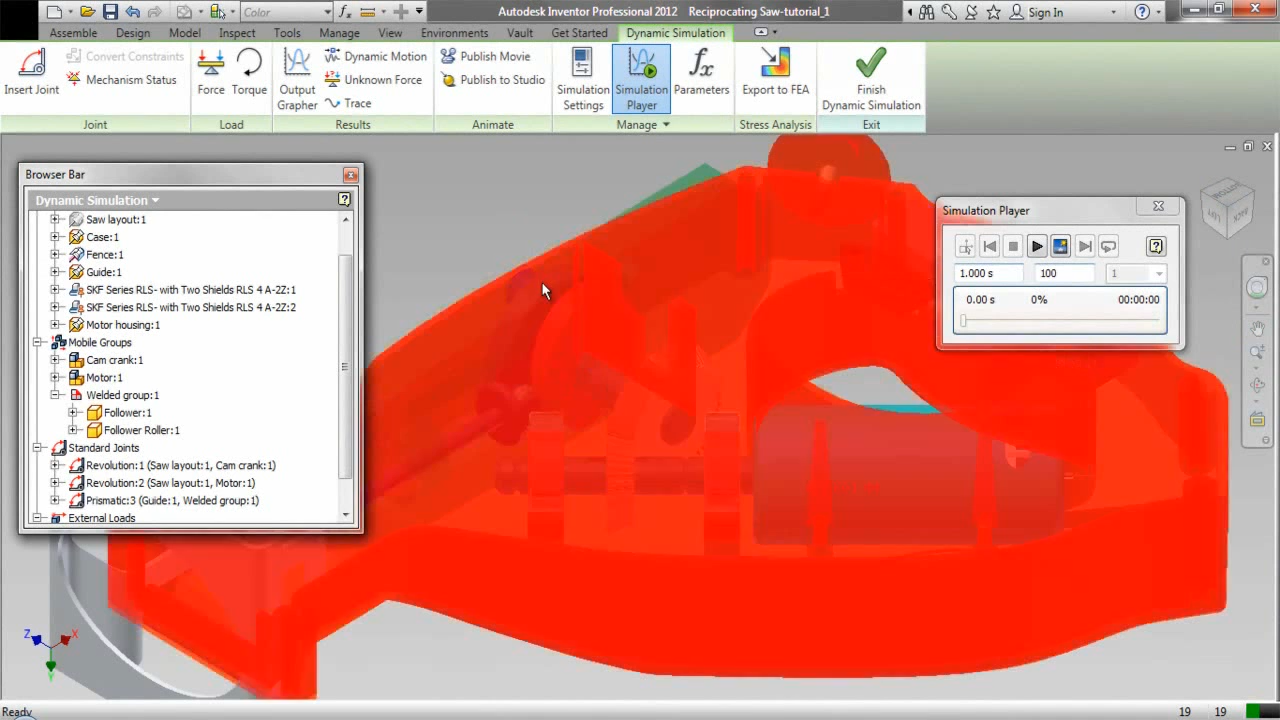 Color
Autodesk Inventor Professional 2012 Reciprocating Saw-tutorial_1
Sign In
Assemble Design Model Inspect Tools Manage View Environments Vault Get Started Dynamic Simulation
Insert Joint
Convert Constraints
Mechanism Status
Force
Torque
Output Grapher
Dynamic Motion
Unknown Force
Trace
Publish Movie
Publish to Studio
Simulation Settings
Simulation Player
Parameters
Export to FEA
Finish Dynamic Simulation
Joint Load Results Animate Manage Stress Analysis Exit
Browser Bar
Dynamic Simulation
Saw layout:1
Case:1
Fence:1
Guide:1
SKF Series RLS- with Two Shields RLS 4 A-2Z:1
SKF Series RLS- with Two Shields RLS 4 A-2Z:2
Motor housing:1
Mobile Groups
Cam crank:1
Motor:1
Welded group:1
Follower:1
Follower Roller:1
Standard Joints
Revolution:1 (Saw layout:1, Cam crank:1)
Revolution:2 (Saw layout:1, Motor:1)
Prismatic:3 (Guide:1, Welded group:1)
External Loads
Simulation Player
1.000 s 100 1
0.00 s 0% 00:00:00
Z X
Y
Ready 19 19